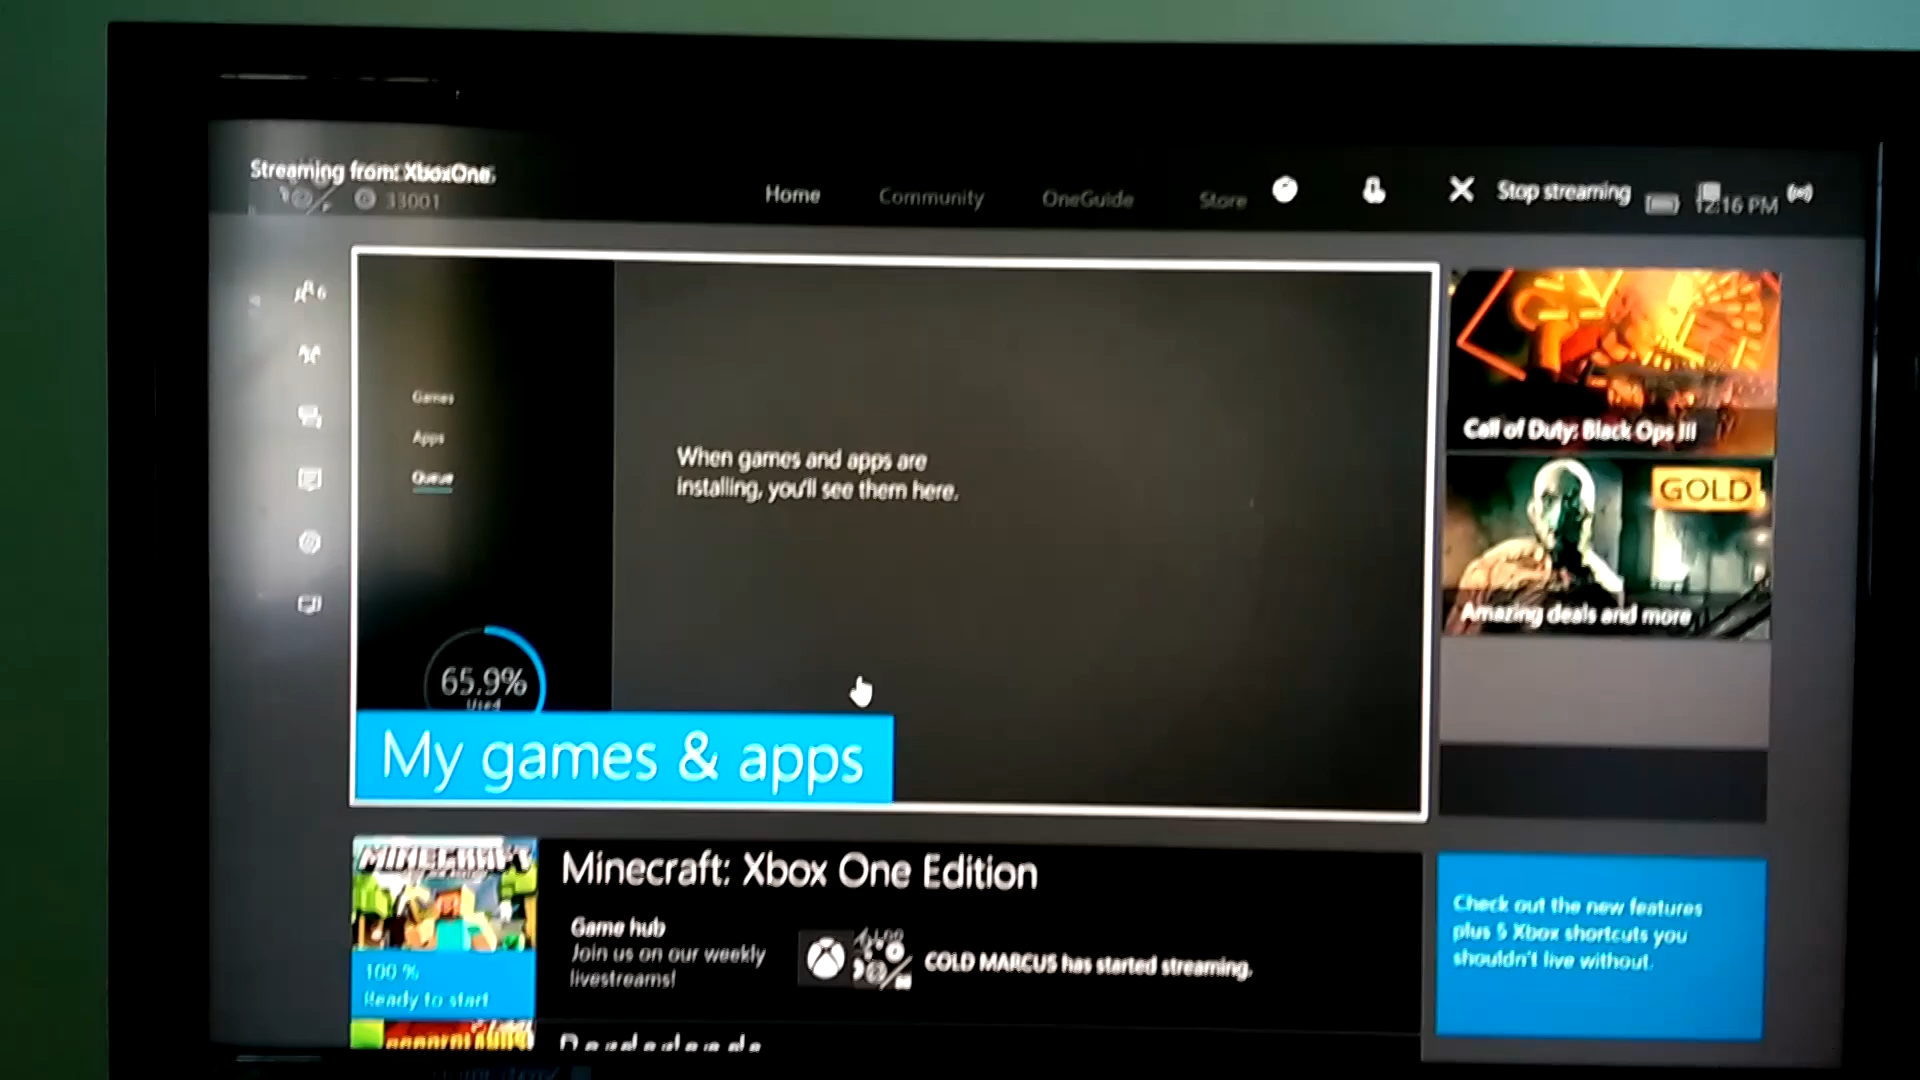 Streaming from: XboxOne.
33001
Home
Community
OneGuide
Store
Stop streaming
12:16 PM
6
Games
Apps
Queue
When games and apps are
installing, you'll see them here.
65.9%
Used
My games & apps
Call of Duty: Black Ops III
GOLD
Amazing deals and more
MINECRAFT
100 %
Ready to start
Minecraft: Xbox One Edition
Game hub
Join us on our weekly
livestreams!
COLD MARCUS has started streaming.
Check out the new features
plus 5 Xbox shortcuts you
shouldn't live without.